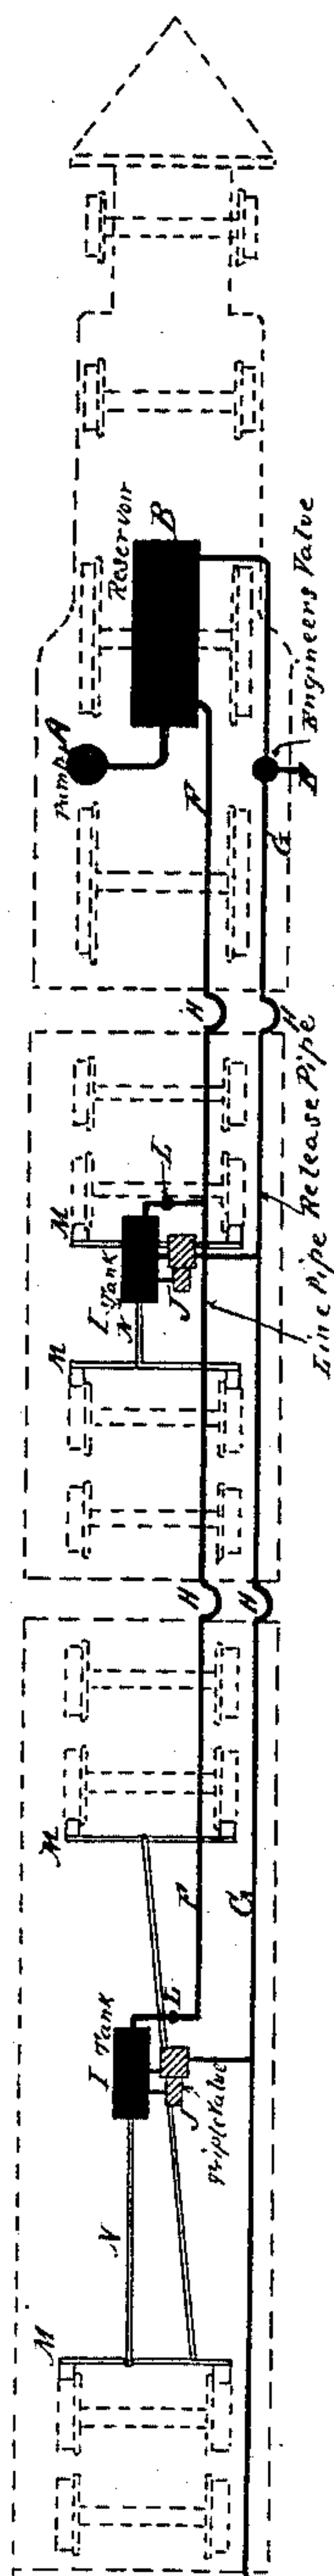 Pump A
Reservoir
B
Engineers Valve
D
F
G
H
H
Release Pipe
Line Pipe
L
M
Tank
N
J
M
H
H
M
F
G
L
I Tank
J
Triple Valve
N
M